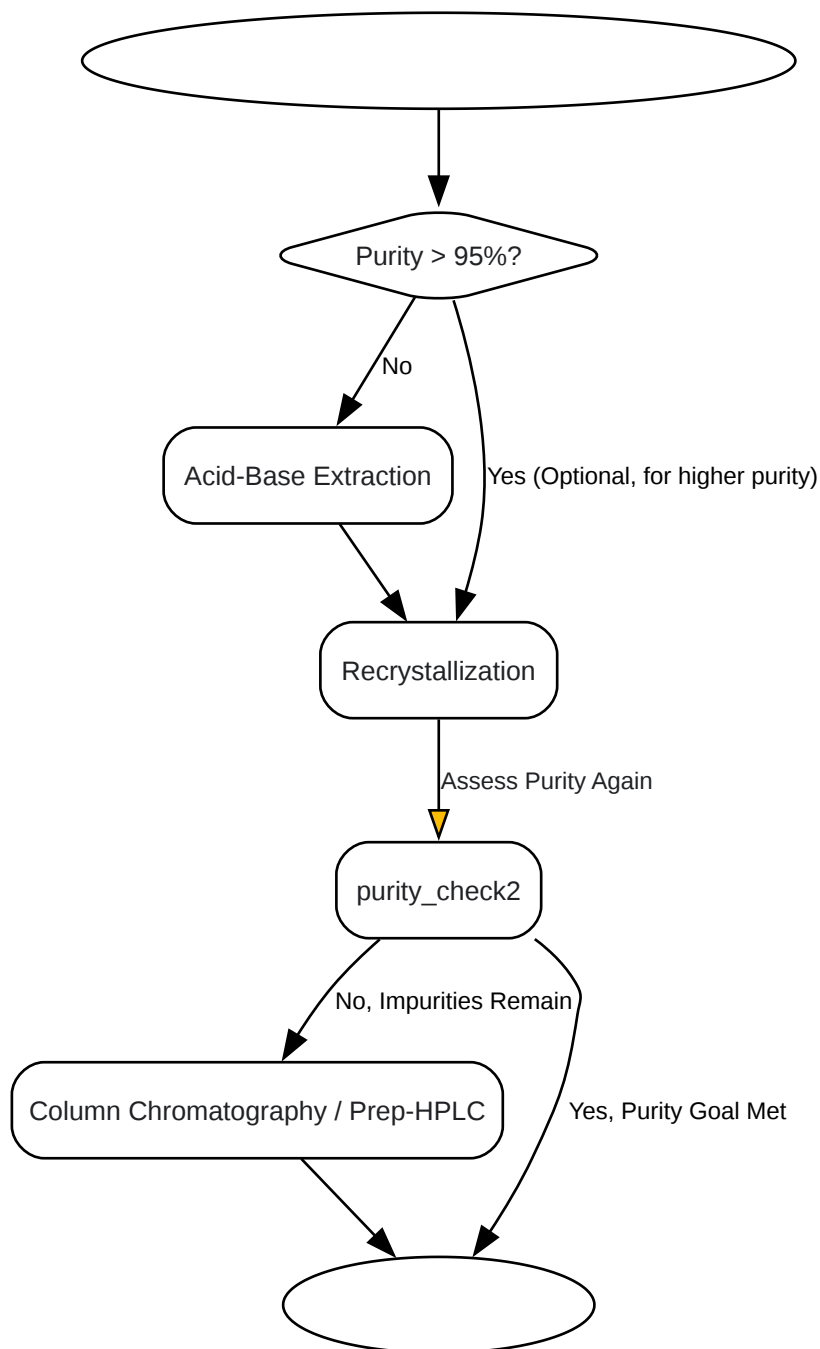 Purity > 95%?
No
Acid-Base Extraction
Yes (Optional, for higher purity)
Recrystallization
Assess Purity Again
purity_check2
No, Impurities Remain
Column Chromatography / Prep-HPLC
Yes, Purity Goal Met